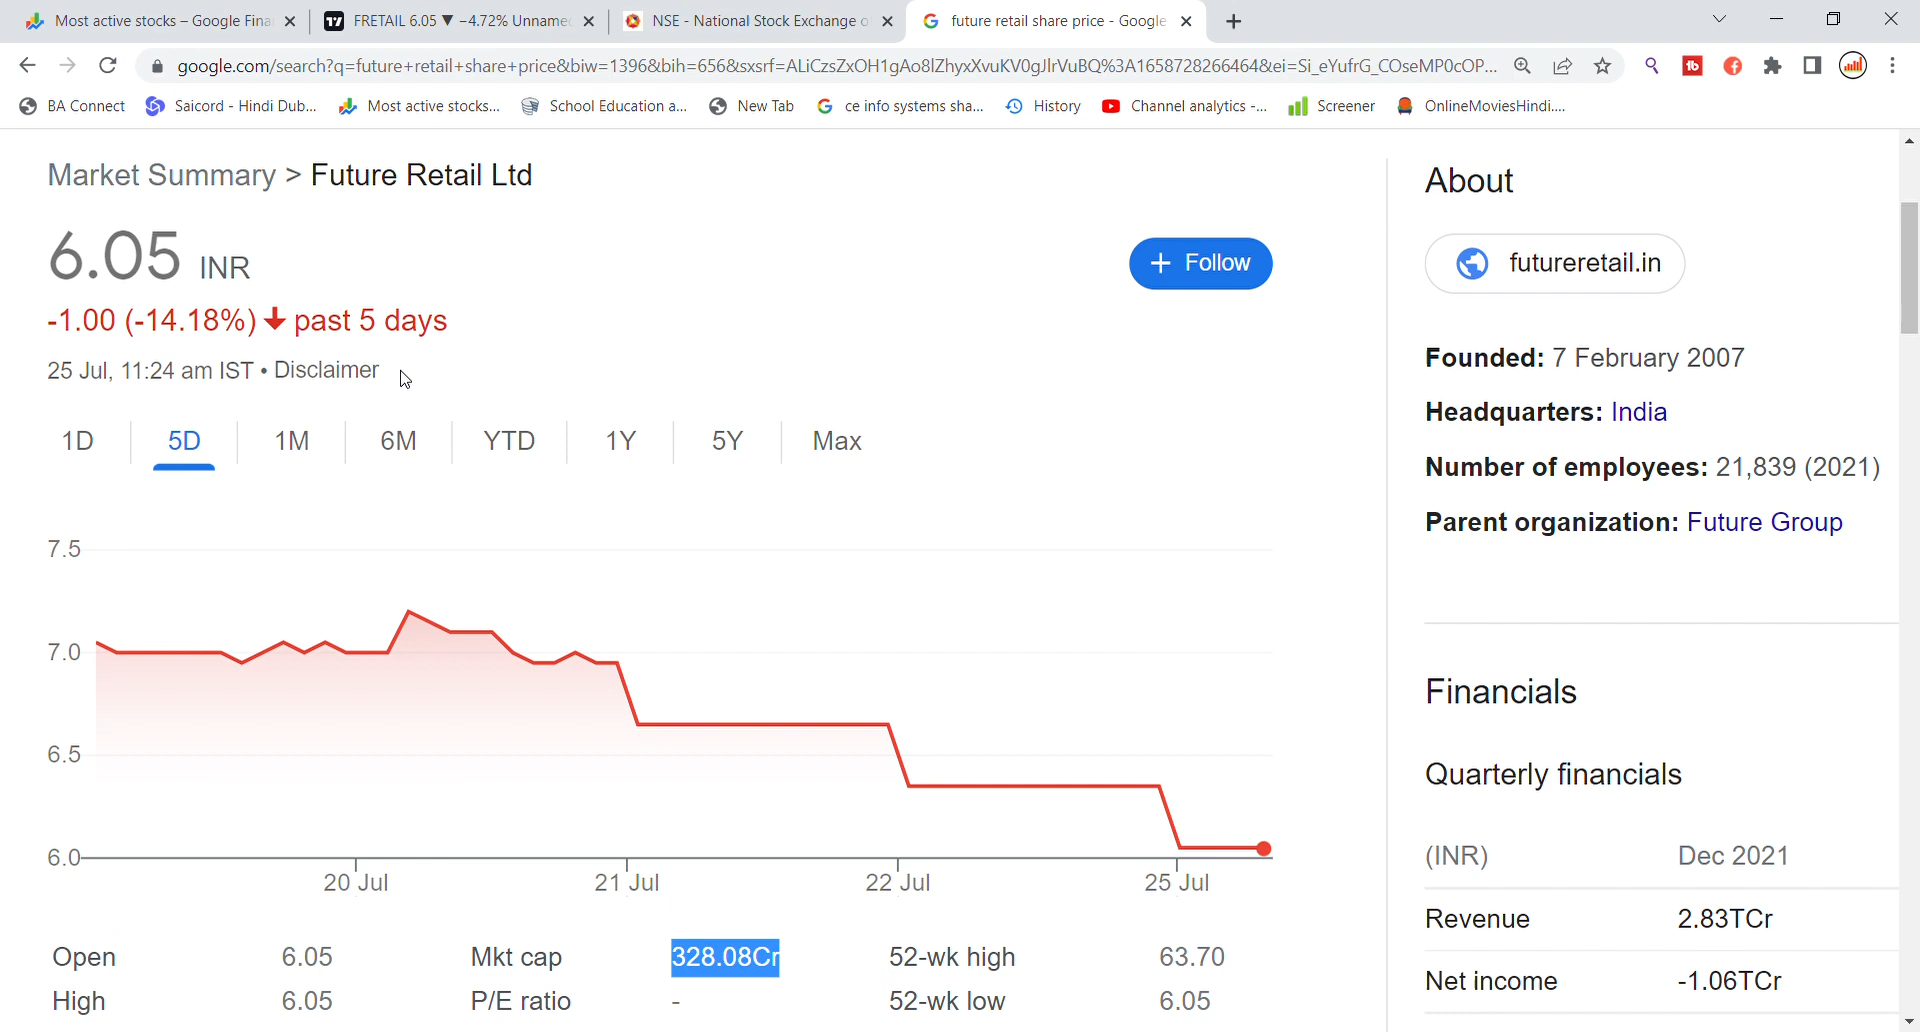 Most active stocks – Google Fina
FRETAIL 6.05 ▼ −4.72% Unname
NSE - National Stock Exchange o
future retail share price - Google
google.com/search?q=future+retail+share+price&biw=1396&bih=656&sxsrf=ALiCzsZxOH1gAo8lZhyxXvuKV0gJlrVuBQ%3A1658728266464&ei=Si_eYufrG_COseMP0cOP...
BA Connect
Saicord - Hindi Dub...
Most active stocks...
School Education a...
New Tab
ce info systems sha...
History
Channel analytics -...
Screener
OnlineMoviesHindi....
Market Summary > Future Retail Ltd
6.05 INR
-1.00 (-14.18%) ↓ past 5 days
25 Jul, 11:24 am IST • Disclaimer
+ Follow
1D
5D
1M
6M
YTD
1Y
5Y
Max
7.5
7.0
6.5
6.0
20 Jul
21 Jul
22 Jul
25 Jul
Open 6.05 Mkt cap 328.08Cr 52-wk high 63.70
High 6.05 P/E ratio - 52-wk low 6.05
About
futureretail.in
Founded: 7 February 2007
Headquarters: India
Number of employees: 21,839 (2021)
Parent organization: Future Group
Financials
Quarterly financials
(INR) Dec 2021
Revenue 2.83TCr
Net income -1.06TCr